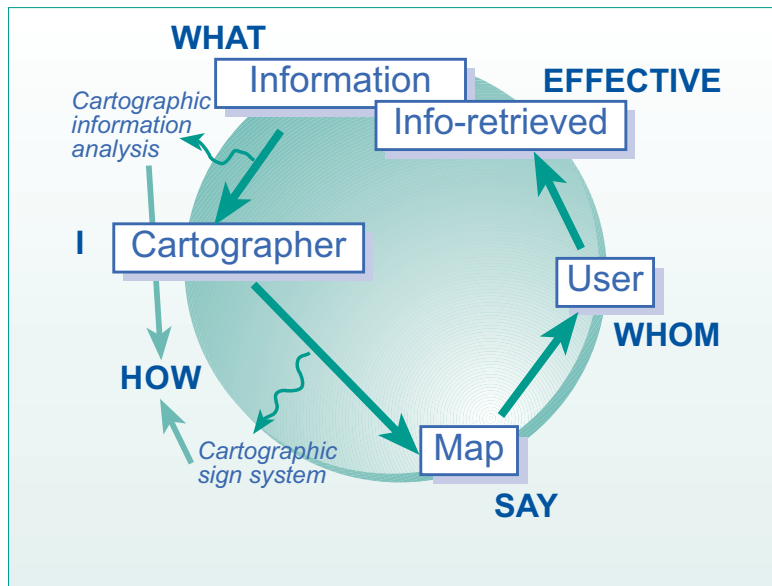 WHAT
Information
EFFECTIVE
Info-retrieved
Cartographic
information
analysis
I
Cartographer
User
WHOM
HOW
Map
Cartographic
sign system
SAY